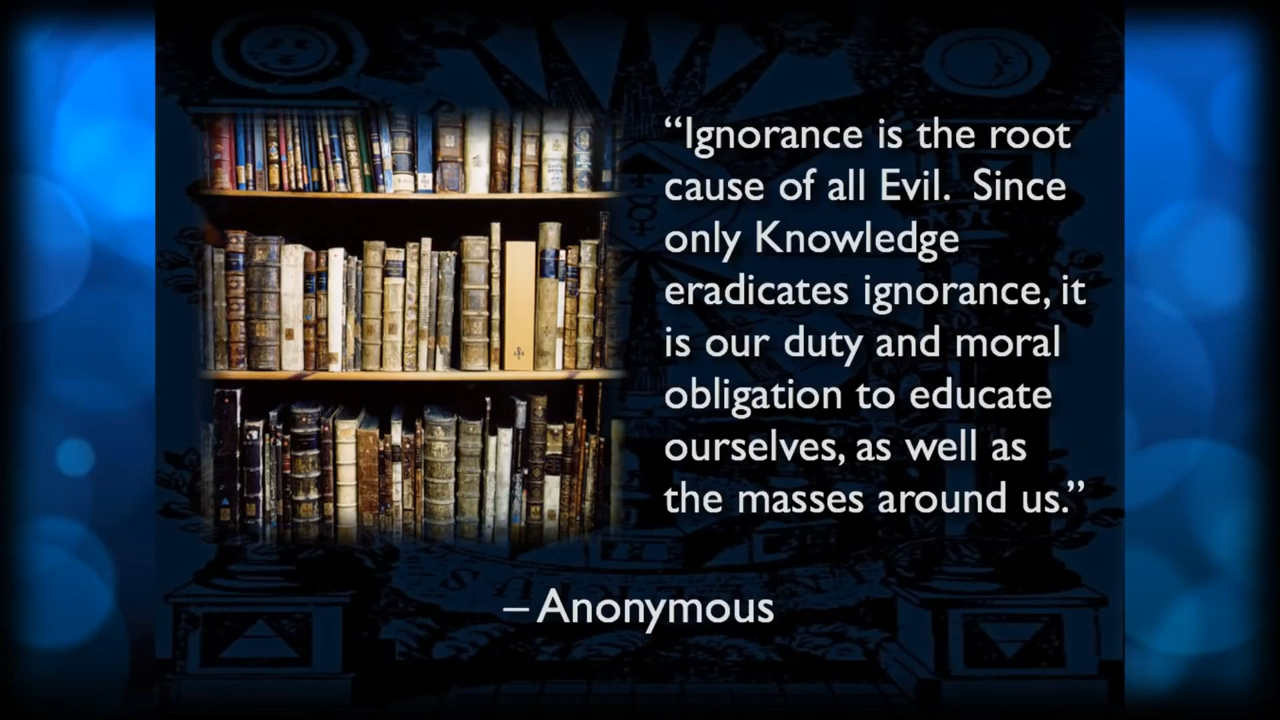 “Ignorance is the root
cause of all Evil.  Since
only Knowledge
eradicates ignorance, it
is our duty and moral
obligation to educate
ourselves, as well as
the masses around us.”
– Anonymous